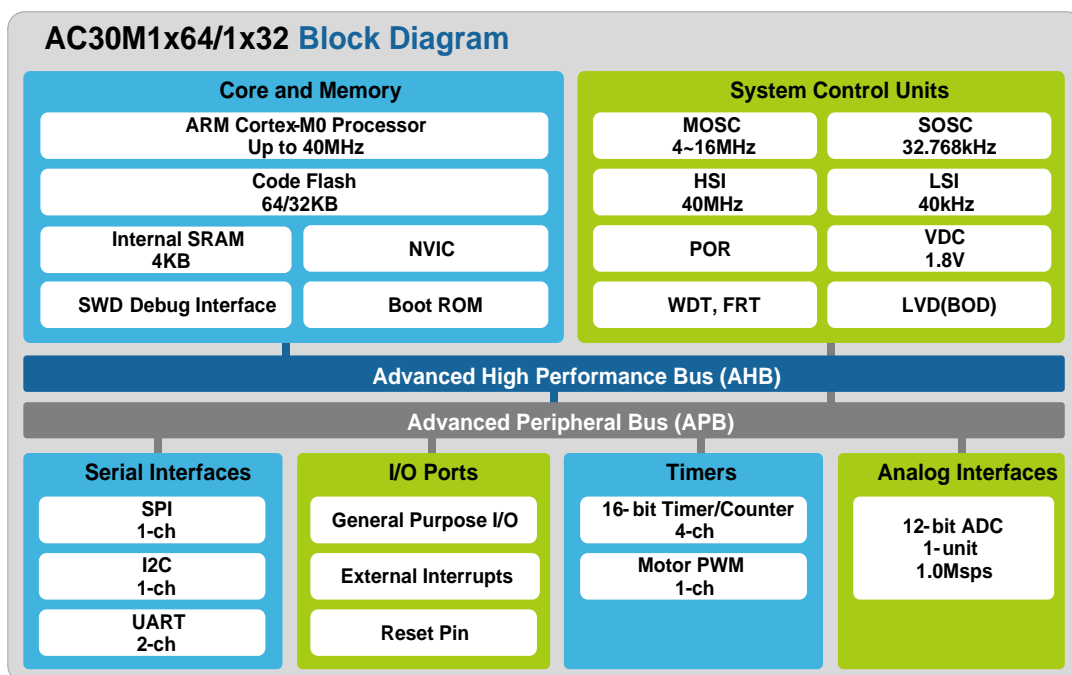 AC30M1x64/1x32 Block Diagram
Core and Memory
ARM Cortex-M0 Processor
Up to 40MHz
Code Flash
64/32KB
Internal SRAM
4KB
NVIC
SWD Debug Interface
Boot ROM
System Control Units
MOSC
4~16MHz
SOSC
32.768kHz
HSI
40MHz
LSI
40kHz
POR
VDC
1.8V
WDT, FRT
LVD(BOD)
Advanced High Performance Bus (AHB)
Advanced Peripheral Bus (APB)
Serial Interfaces
SPI
1-ch
I2C
1-ch
UART
2-ch
I/O Ports
General Purpose I/O
External Interrupts
Reset Pin
Timers
16-bit Timer/Counter
4-ch
Motor PWM
1-ch
Analog Interfaces
12-bit ADC
1-unit
1.0Msps